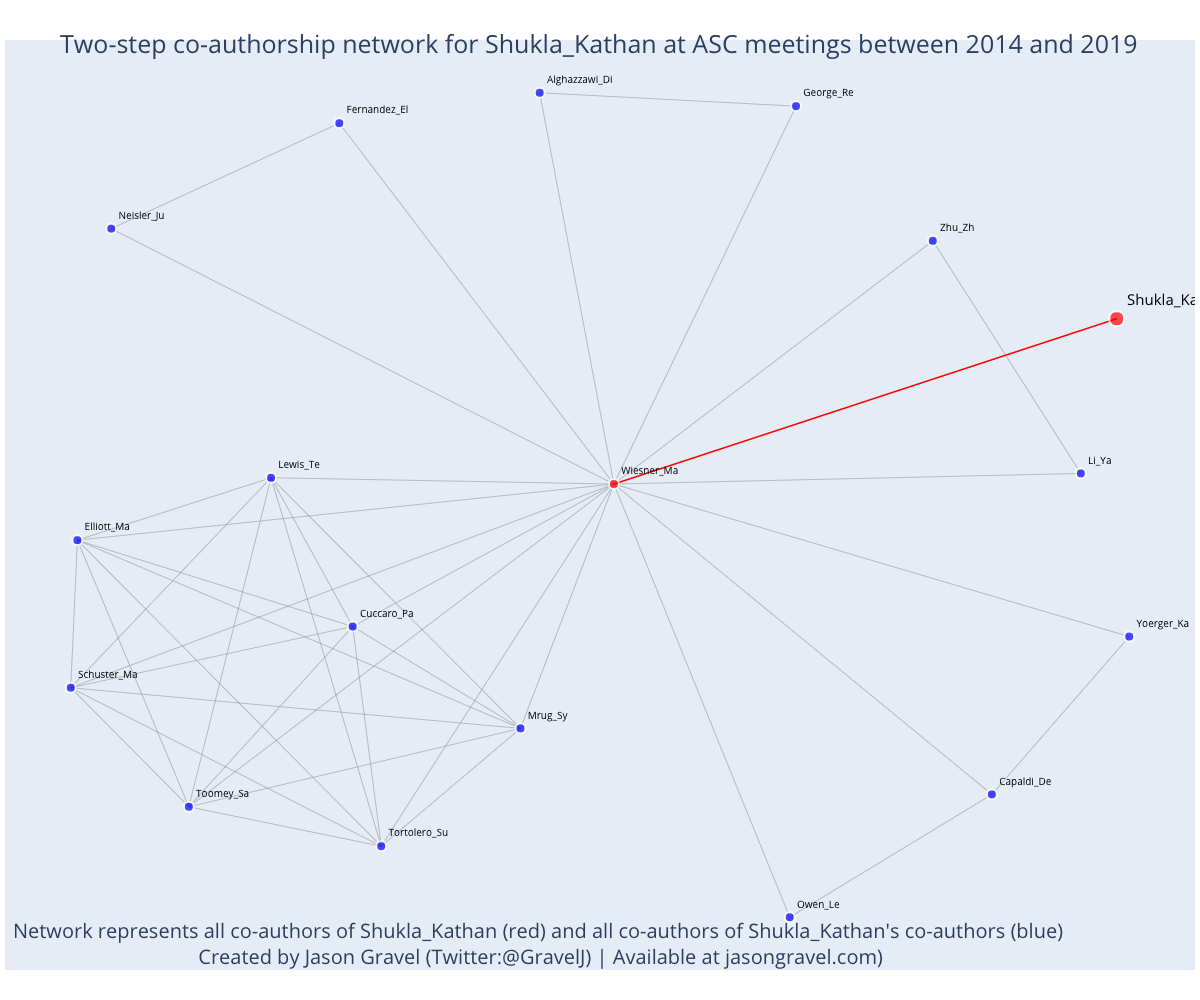 Two-step co-authorship network for Shukla_Kathan at ASC meetings between 2014 and 2019
Alghazzawi_Di
George_Re
Fernandez_El
Neisler_Ju
Zhu_Zh
Shukla_Ka
Lewis_Te
Wiesner_Ma
Li_Ya
Elliott_Ma
Cuccaro_Pa
Yoerger_Ka
Schuster_Ma
Mrug_Sy
Capaldi_De
Toomey_Sa
Tortolero_Su
Owen_Le
Network represents all co-authors of Shukla_Kathan (red) and all co-authors of Shukla_Kathan's co-authors (blue)
Created by Jason Gravel (Twitter:@GravelJ) | Available at jasongravel.com)